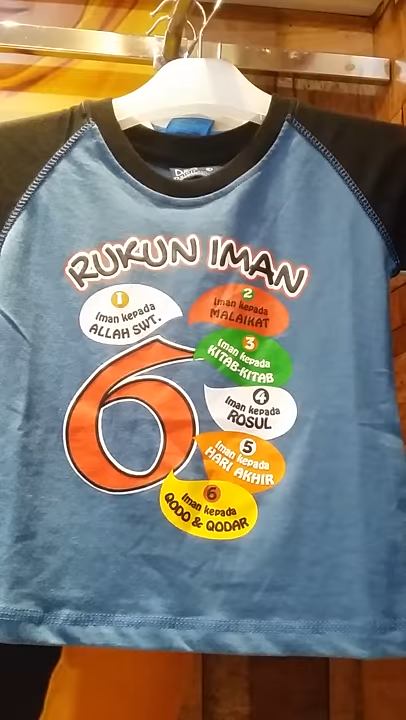 RUKUN IMAN
1
Iman kepada
ALLAH SWT.
2
Iman kepada
MALAIKAT
3
Iman kepada
KITAB-KITAB
4
Iman kepada
ROSUL
5
Iman kepada
HARI AKHIR
6
Iman kepada
QODO & QODAR
6